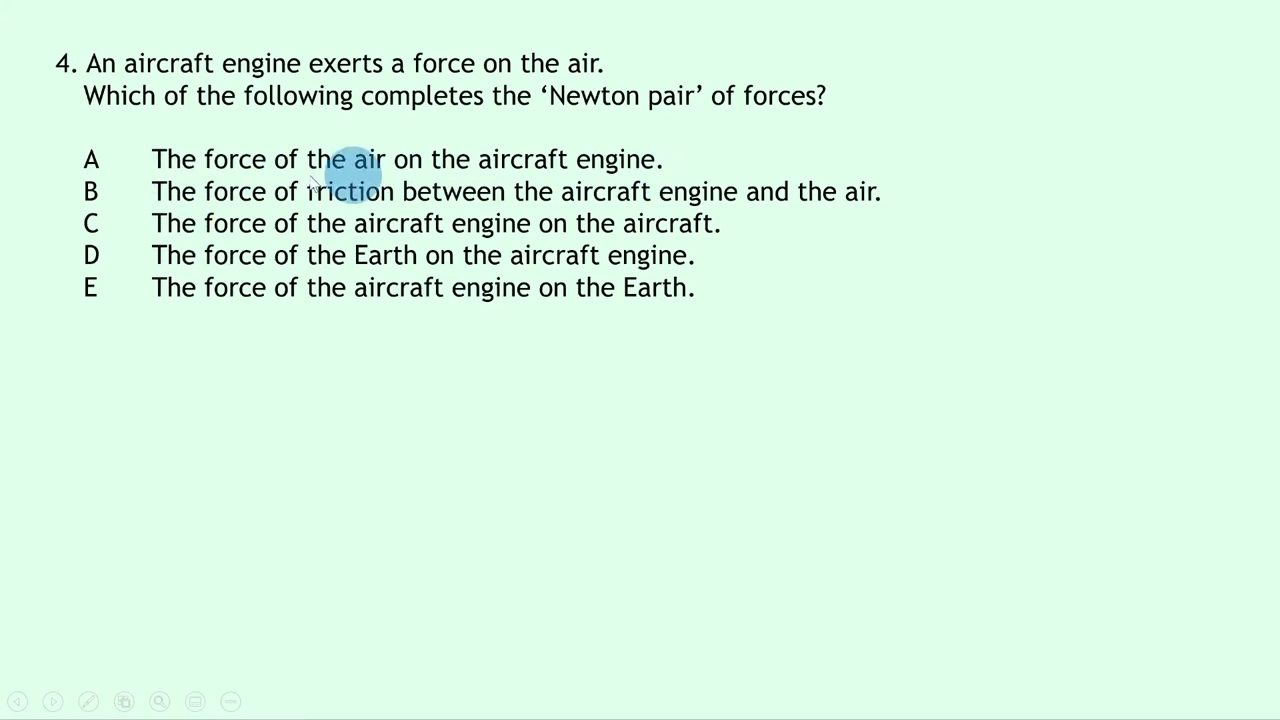 4. An aircraft engine exerts a force on the air.
Which of the following completes the ‘Newton pair’ of forces?
A The force of the air on the aircraft engine.
B The force of friction between the aircraft engine and the air.
C The force of the aircraft engine on the aircraft.
D The force of the Earth on the aircraft engine.
E The force of the aircraft engine on the Earth.